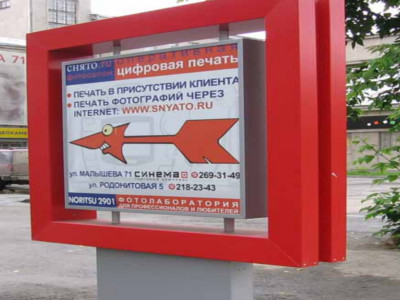 СНЯТО.ru
цифровая печать
• ПЕЧАТЬ В ПРИСУТСТВИИ КЛИЕНТА
• ПЕЧАТЬ ФОТОГРАФИЙ ЧЕРЕЗ
INTERNET: WWW.SNYATO.RU
ул. МАЛЫШЕВА 71 СИНЕМА 269-31-49
ул. РОДОНИТОВАЯ 5 218-23-43
NORITSU 2901
ФОТОЛАБОРАТОРИЯ
ДЛЯ ПРОФЕССИОНАЛОВ И ЛЮБИТЕЛЕЙ
71